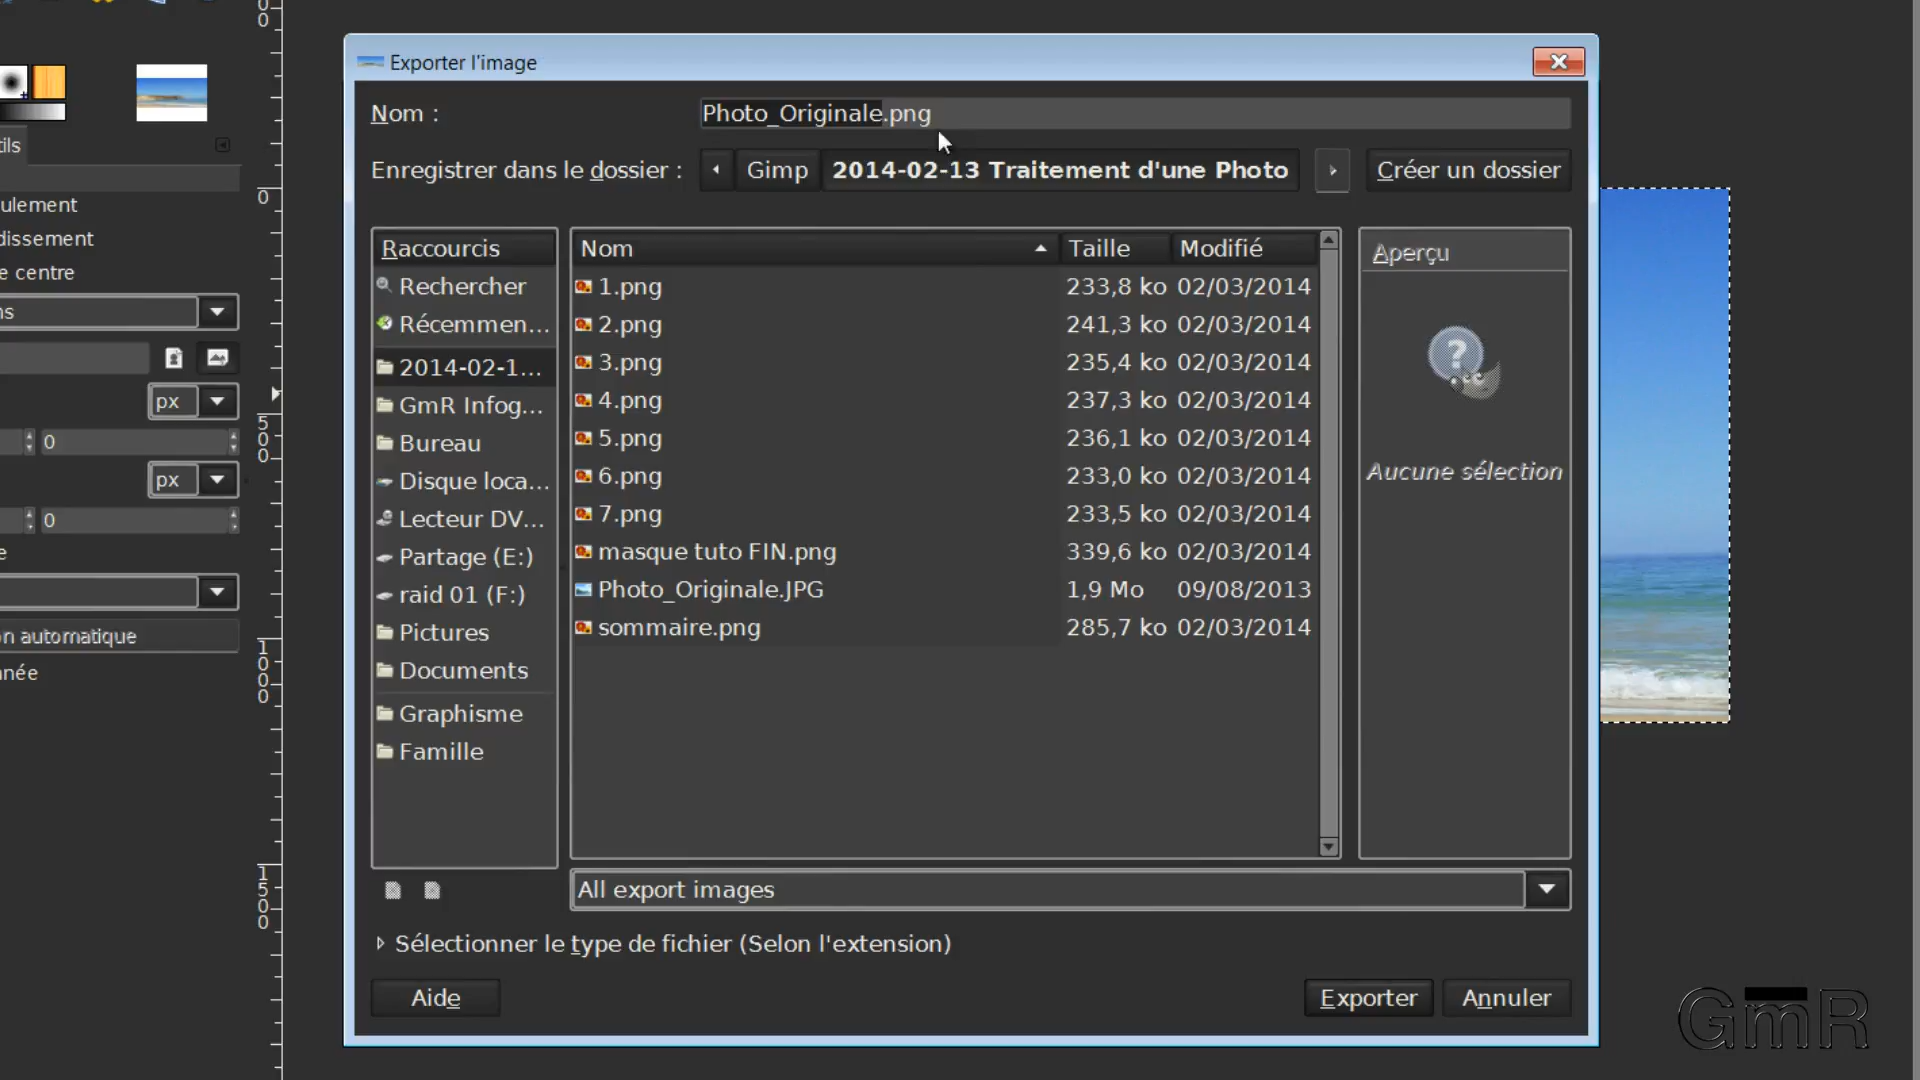 Exporter l'image
Nom :
Photo_Originale.png
Enregistrer dans le dossier :
Gimp
2014-02-13 Traitement d'une Photo
Créer un dossier
Raccourcis
Rechercher
Récemmen...
2014-02-1...
GmR Infog...
Bureau
Disque loca...
Lecteur DV...
Partage (E:)
raid 01 (F:)
Pictures
Documents
Graphisme
Famille
Nom Taille Modifié
1.png 233,8 ko 02/03/2014
2.png 241,3 ko 02/03/2014
3.png 235,4 ko 02/03/2014
4.png 237,3 ko 02/03/2014
5.png 236,1 ko 02/03/2014
6.png 233,0 ko 02/03/2014
7.png 233,5 ko 02/03/2014
masque tuto FIN.png 339,6 ko 02/03/2014
Photo_Originale.JPG 1,9 Mo 09/08/2013
sommaire.png 285,7 ko 02/03/2014
Aperçu
Aucune sélection
All export images
Sélectionner le type de fichier (Selon l'extension)
Aide
Exporter
Annuler
tils
ulement
dissement
e centre
ns
px
0
px
0
e
n automatique
née
0
500
1000
1500
GmR